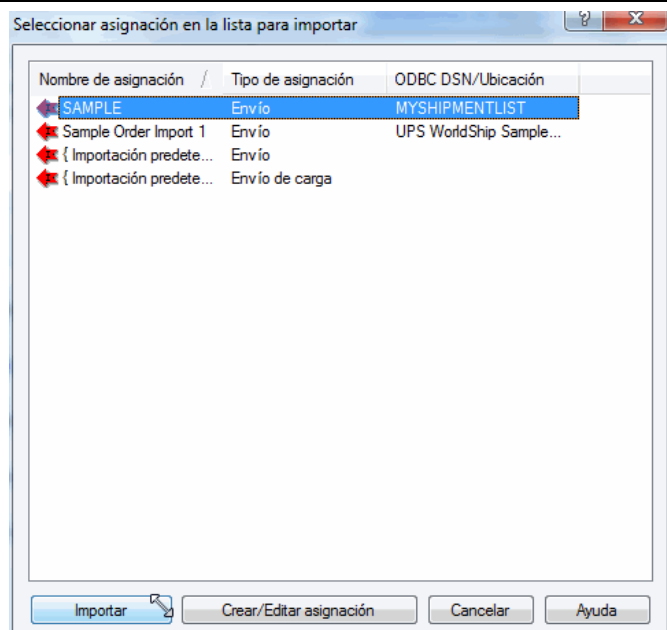 Seleccionar asignación en la lista para importar
Nombre de asignación / Tipo de asignación ODBC DSN/Ubicación
SAMPLE Envío MYSHIPMENTLIST
Sample Order Import 1 Envío UPS WorldShip Sample...
{ Importación predete... Envío
{ Importación predete... Envío de carga
Importar Crear/Editar asignación Cancelar Ayuda